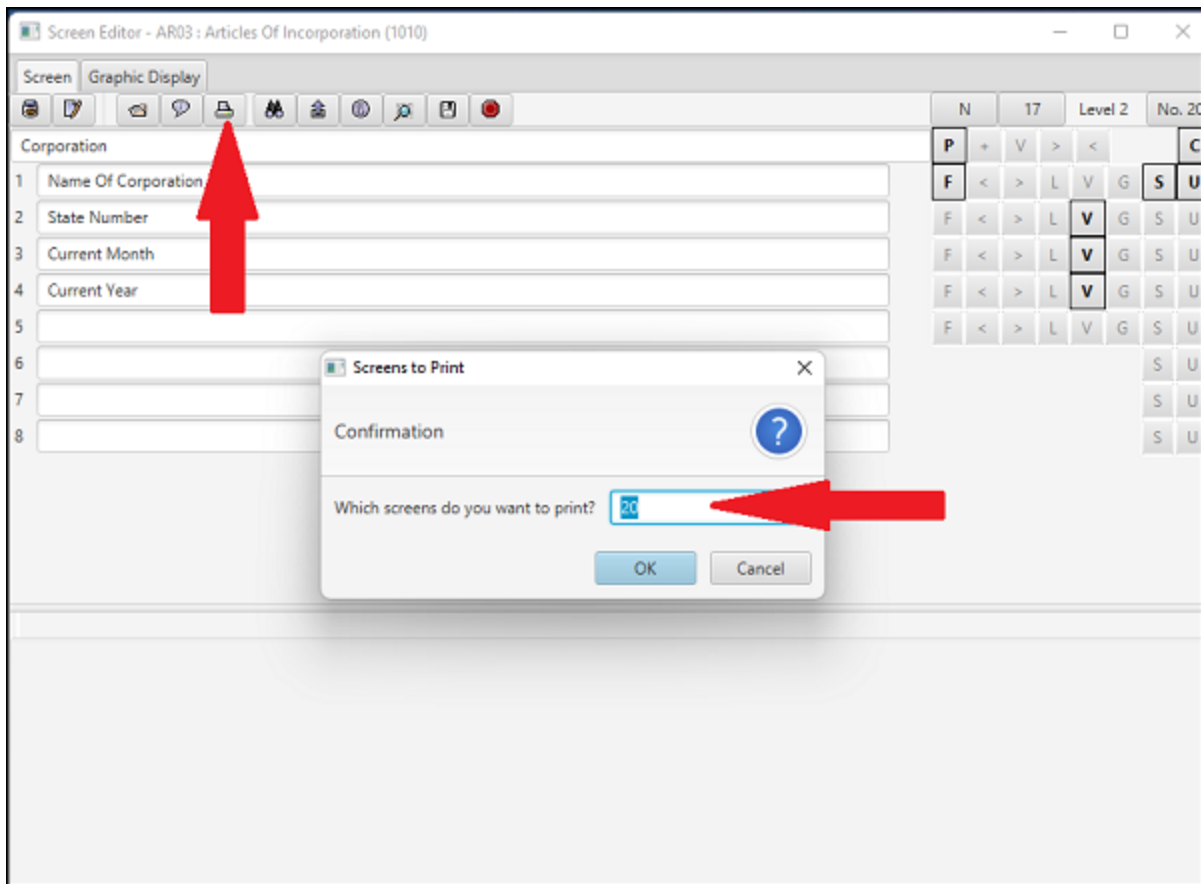 Screen Editor - AR03 : Articles Of Incorporation (1010)
Screen Graphic Display
N 17 Level 2 No. 20
Corporation P + V > < C
1 Name Of Corporation F < > L V G S U
2 State Number F < > L V G S U
3 Current Month F < > L V G S U
4 Current Year F < > L V G S U
5 F < > L V G S U
6 S U
7 S U
8 S U
Screens to Print
Confirmation
?
Which screens do you want to print? 20
OK Cancel